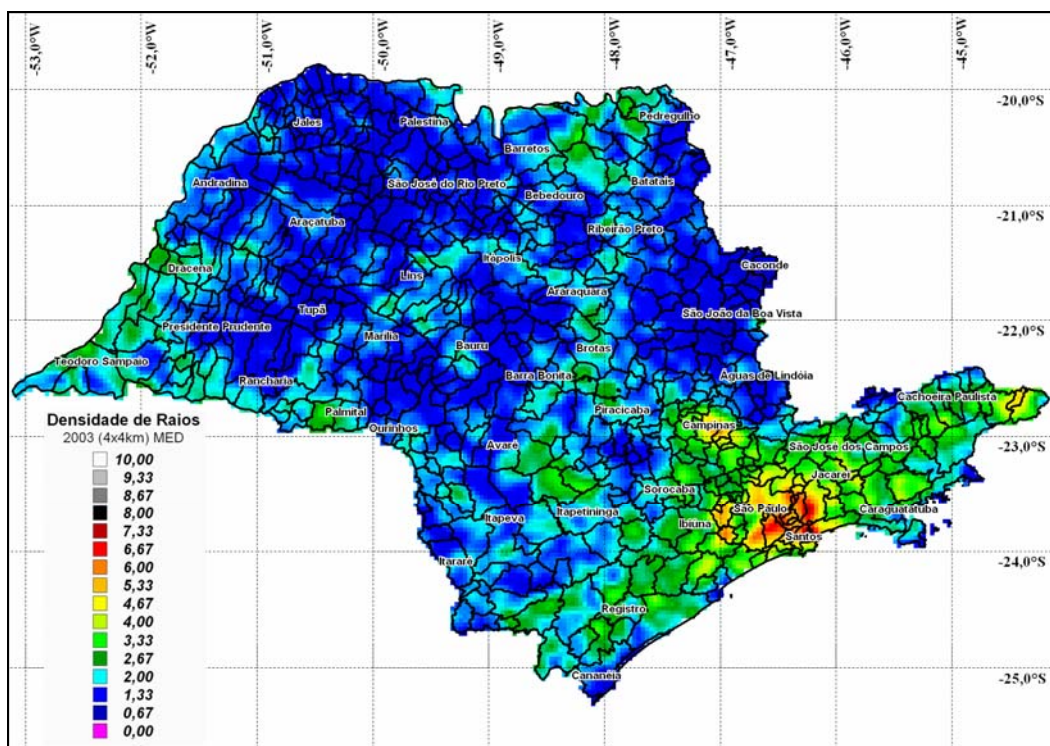 -53,0°W
-52,0°W
-51,0°W
-50,0°W
-49,0°W
-48,0°W
-47,0°W
-46,0°W
-45,0°W
-20,0°S
Pedregulho
Jales
Palestina
Barretos
Andradina
São José do Rio Preto
Batatais
Bebedouro
-21,0°S
Araçatuba
Ribeirão Preto
Itápolis
Caconde
Dracena
Lins
Araraquara
Tupã
São João da Boa Vista
-22,0°S
Presidente Prudente
Marília
Bauru
Brotas
Teodoro Sampaio
Rancharia
Barra Bonita
Águas de Lindóia
Cachoeira Paulista
Palmital
Piracicaba
Ourinhos
Campinas
-23,0°S
Avaré
São José dos Campos
Jacareí
Sorocaba
São Paulo
Caraguatatuba
Itapeva
Itapetininga
Ibiuna
Santos
Itararé
-24,0°S
Registro
Cananéia
-25,0°S
Densidade de Raios
2003 (4x4km) MED
10,00
9,33
8,67
8,00
7,33
6,67
6,00
5,33
4,67
4,00
3,33
2,67
2,00
1,33
0,67
0,00